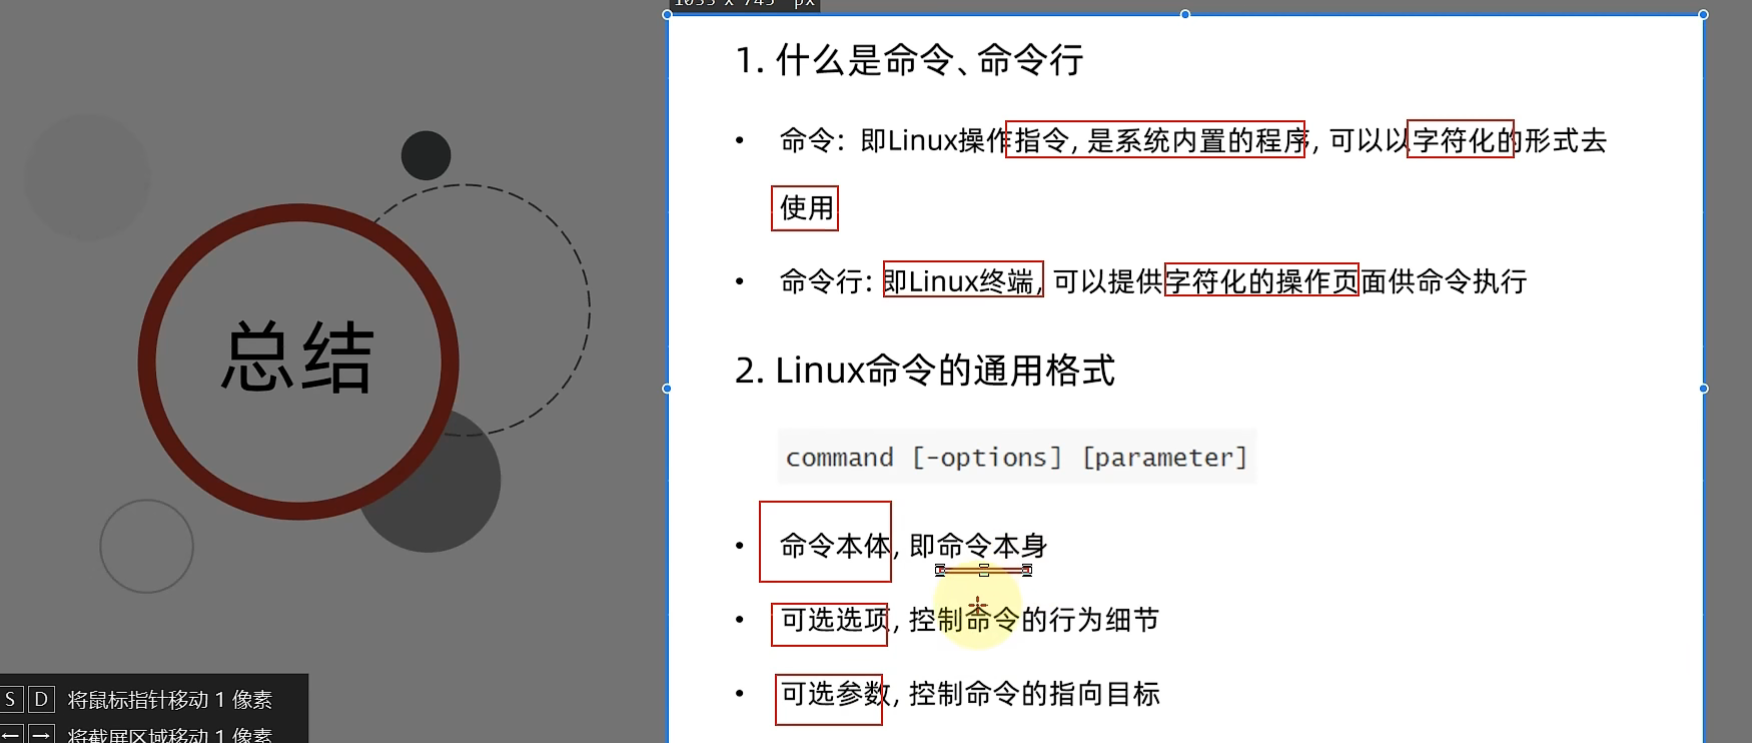 1. 什么是命令、命令行
• 命令：即Linux操作指令，是系统内置的程序，可以以字符化的形式去
使用
• 命令行：即Linux终端，可以提供字符化的操作页面供命令执行
总结
2. Linux命令的通用格式
command [-options] [parameter]
• 命令本体，即命令本身
• 可选选项，控制命令的行为细节
• 可选参数，控制命令的指向目标
S D 将鼠标指针移动 1 像素
← → 将截屏区域移动 1 像素